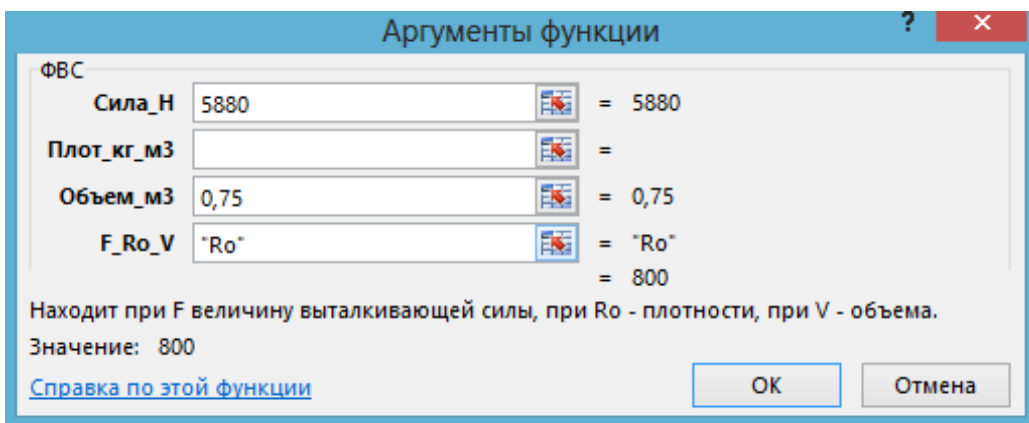 Аргументы функции ? ×
ФВС
Сила_Н 5880 = 5880
Плот_кг_м3 =
Объем_м3 0,75 = 0,75
F_Ro_V "Ro" = "Ro"
= 800
Находит при F величину выталкивающей силы, при Ro - плотности, при V - объема.
Значение: 800
Справка по этой функции ОК Отмена